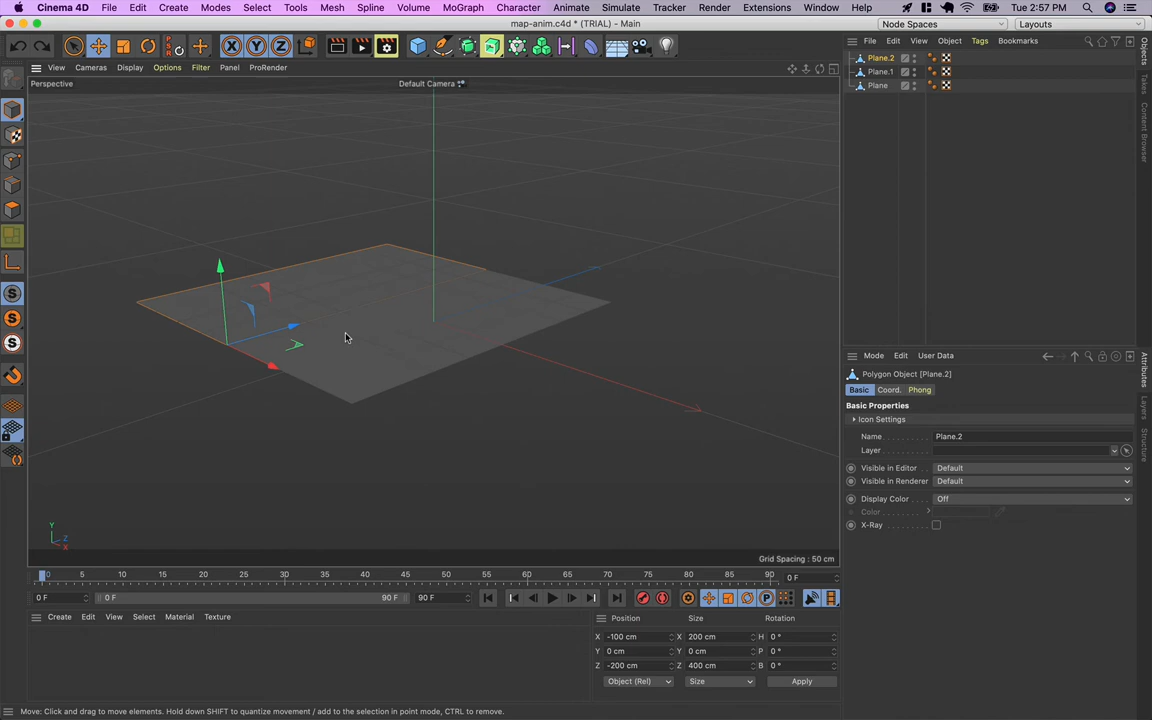 Cinema 4D File Edit Create Modes Select Tools Mesh Spline Volume MoGraph Character Animate Simulate Tracker Render Extensions Window Help Tue 2:57 PM
map-anim.c4d * (TRIAL) - Main
Node Spaces Layouts
File Edit View Object Tags Bookmarks
View Cameras Display Options Filter Panel ProRender
Perspective Default Camera
Plane.2
Plane.1
Plane
Objects
Takes
Content Browser
Mode Edit User Data
Polygon Object [Plane.2]
Basic Coord. Phong
Basic Properties
Icon Settings
Name Plane.2
Layer
Visible in Editor Default
Visible in Renderer Default
Display Color Off
Color
X-Ray
Attributes
Layers
Structure
Y
Z
X
Grid Spacing : 50 cm
0 5 10 15 20 25 30 35 40 45 50 55 60 65 70 75 80 85 90 0 F
0 F 0 F 90 F 90 F
Create Edit View Select Material Texture
Position Size Rotation
X -100 cm X 200 cm H 0 °
Y 0 cm Y 0 cm P 0 °
Z -200 cm Z 400 cm B 0 °
Object (Rel) Size Apply
Move: Click and drag to move elements. Hold down SHIFT to quantize movement / add to the selection in point mode, CTRL to remove.